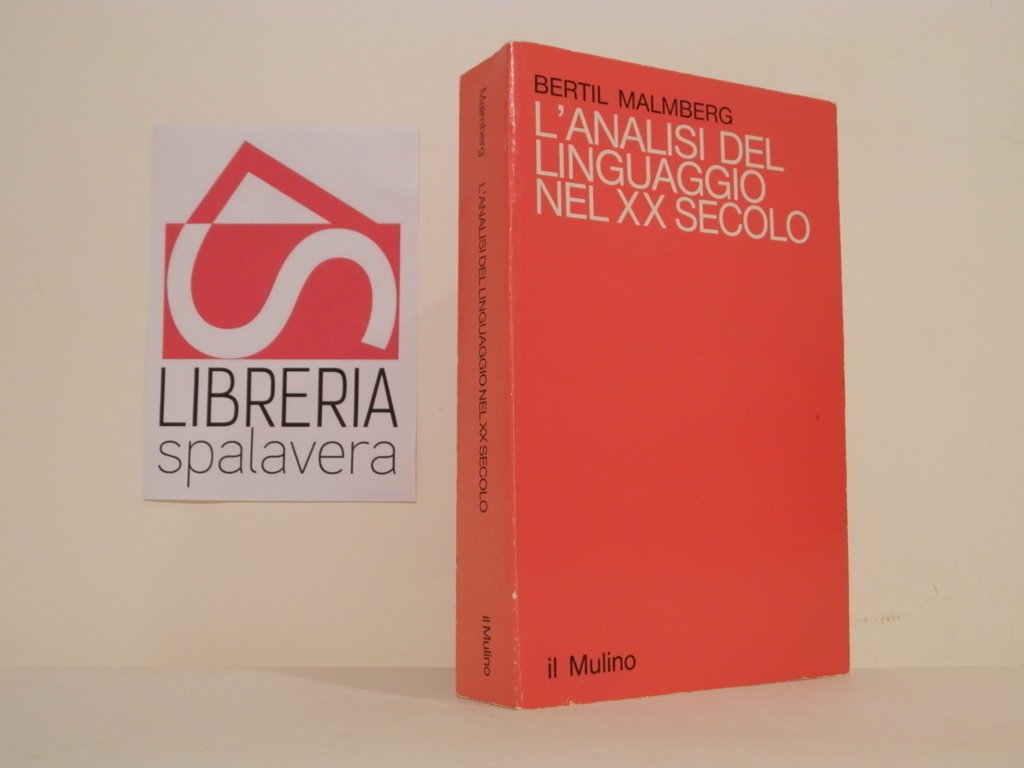 LIBRERIA
spalavera
Malmberg L'ANALISI DEL LINGUAGGIO NEL XX SECOLO il Mulino
BERTIL MALMBERG
L'ANALISI DEL
LINGUAGGIO
NEL XX SECOLO
il Mulino